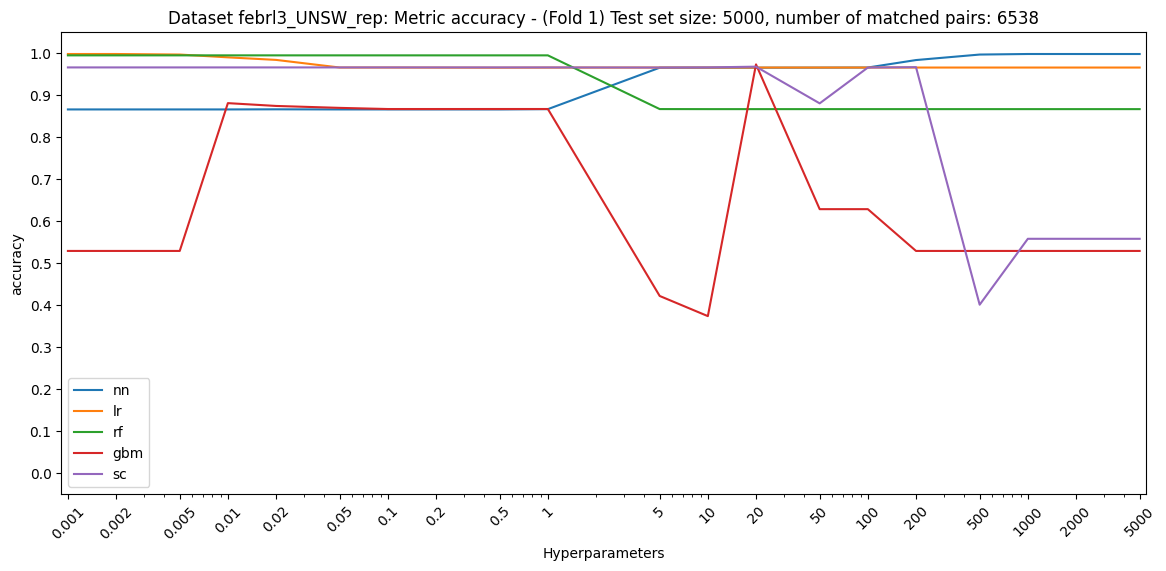 Dataset febrl3_UNSW_rep: Metric accuracy - (Fold 1) Test set size: 5000, number of matched pairs: 6538
accuracy
1.0
0.9
0.8
0.7
0.6
0.5
0.4
0.3
0.2
0.1
0.0
nn
lr
rf
gbm
sc
0.001 0.002 0.005 0.01 0.02 0.05 0.1 0.2 0.5 1 5 10 20 50 100 200 500 1000 2000 5000
Hyperparameters